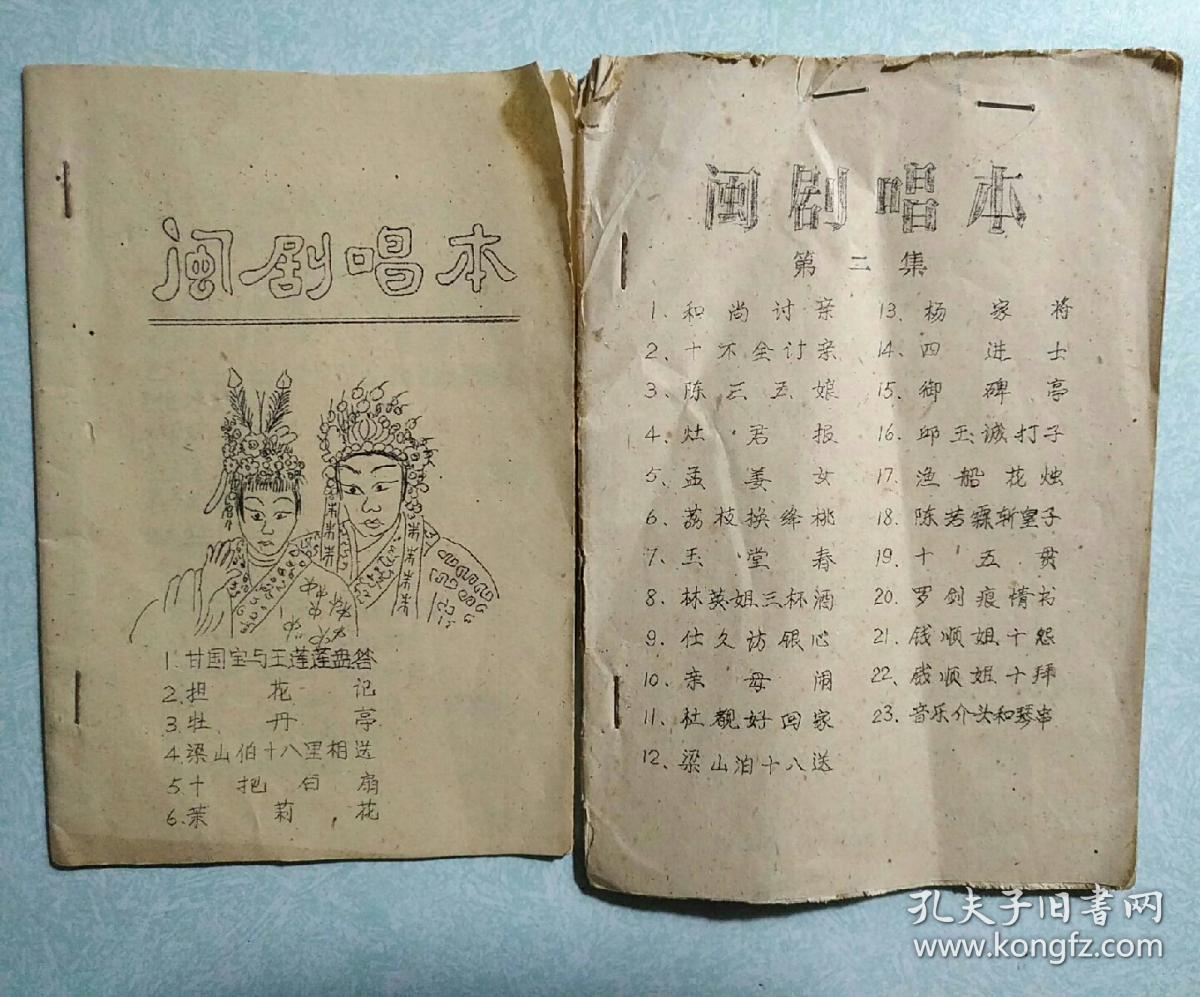 闽剧唱本
1.甘国宝与王莲莲盘答
2.担花记
3.牡丹亭
4.梁山伯十八里相送
5.十把白扇
6.茉莉花
闽剧唱本
第二集
1、和尚讨亲
2、十不全讨亲
3、陈三五娘
4、灶君报
5、孟姜女
6、荔枝换绛桃
7、玉堂春
8、林英姐三杯酒
9、仕久访银心
10、亲母闹
11、杜靓好回家
12、梁山泊十八送
13、杨家将
14、四进士
15、御碑亭
16、邱玉诚打子
17、渔船花烛
18、陈若霖斩皇子
19、十五贯
20、罗剑痕情书
21、钱顺姐十怨
22、钱顺姐十拜
23、音乐介头和琴串
孔夫子旧书网
www.kongfz.com